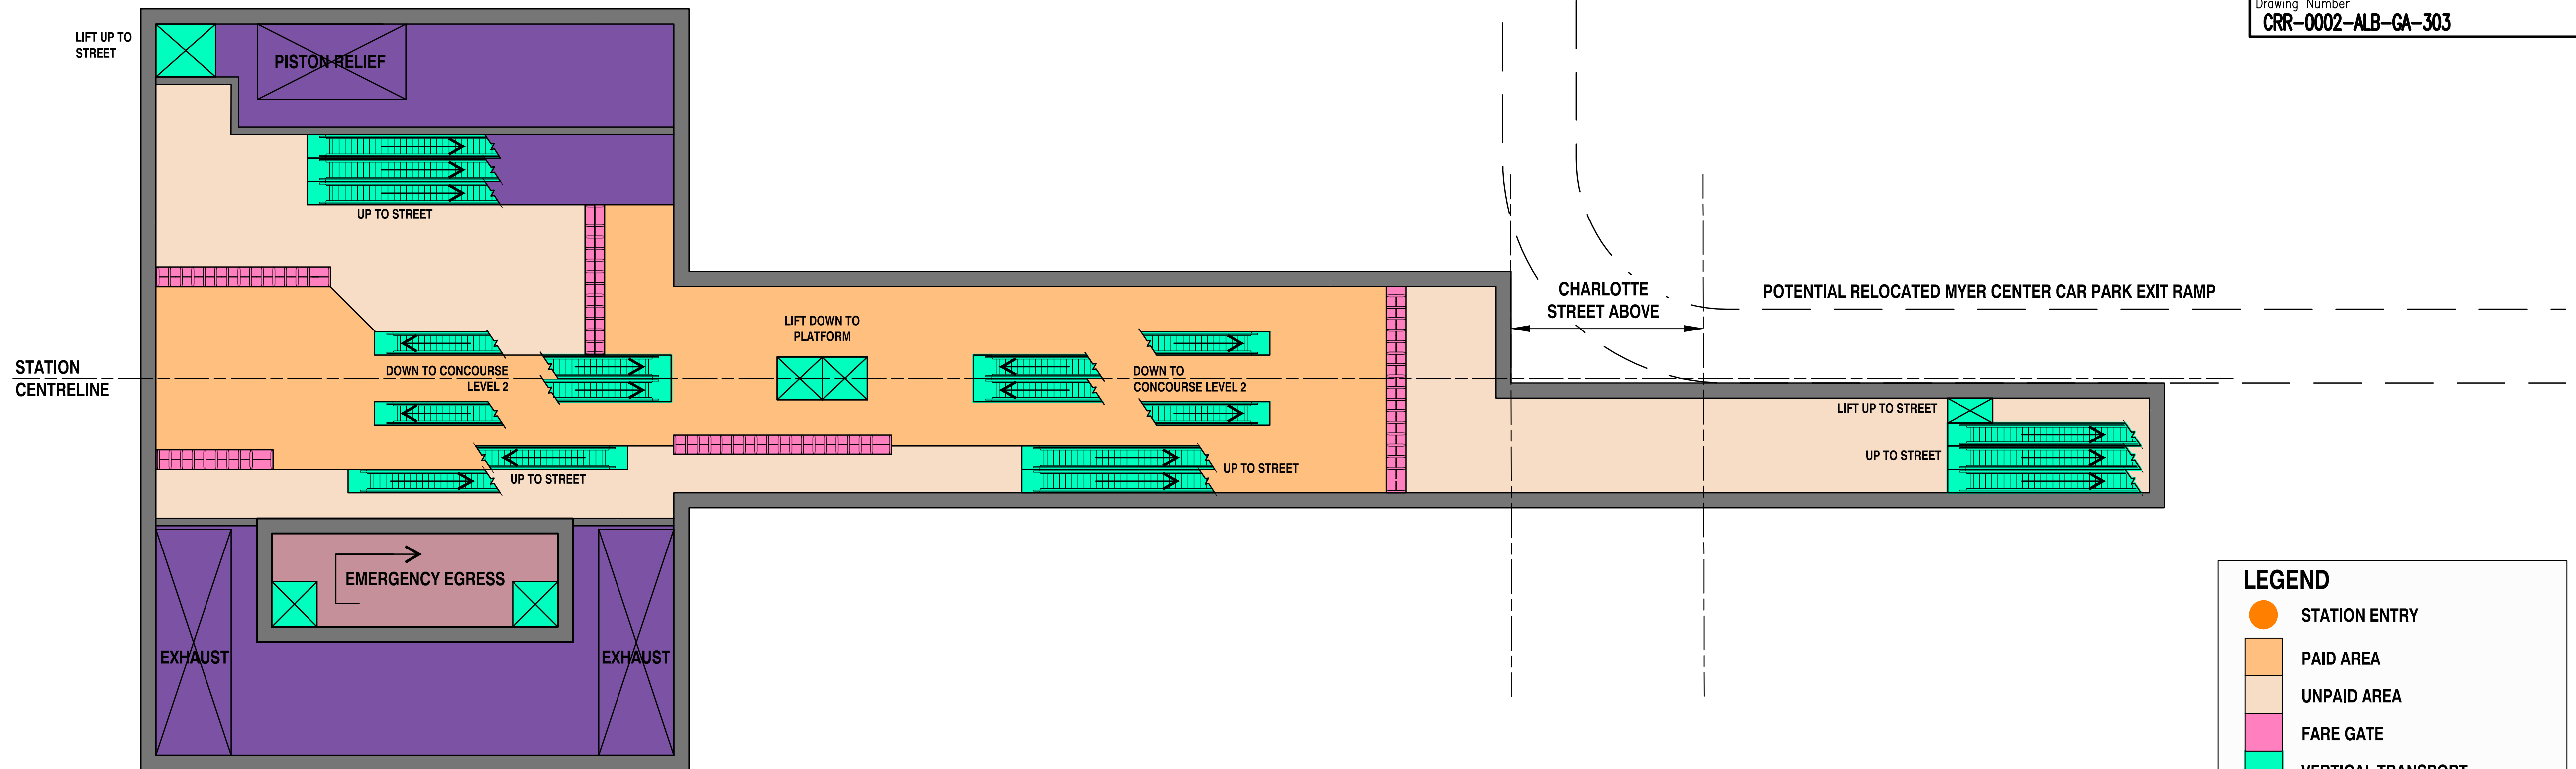 Drawing Number
CRR-0002-ALB-GA-303
LIFT UP TO
STREET
PISTON RELIEF
UP TO STREET
CHARLOTTE
STREET ABOVE
POTENTIAL RELOCATED MYER CENTER CAR PARK EXIT RAMP
LIFT DOWN TO
PLATFORM
STATION
CENTRELINE
DOWN TO CONCOURSE
LEVEL 2
DOWN TO
CONCOURSE LEVEL 2
LIFT UP TO STREET
UP TO STREET
UP TO STREET
UP TO STREET
EMERGENCY EGRESS
EXHAUST
EXHAUST
LEGEND
STATION ENTRY
PAID AREA
UNPAID AREA
FARE GATE
VERTICAL TRANSPORT